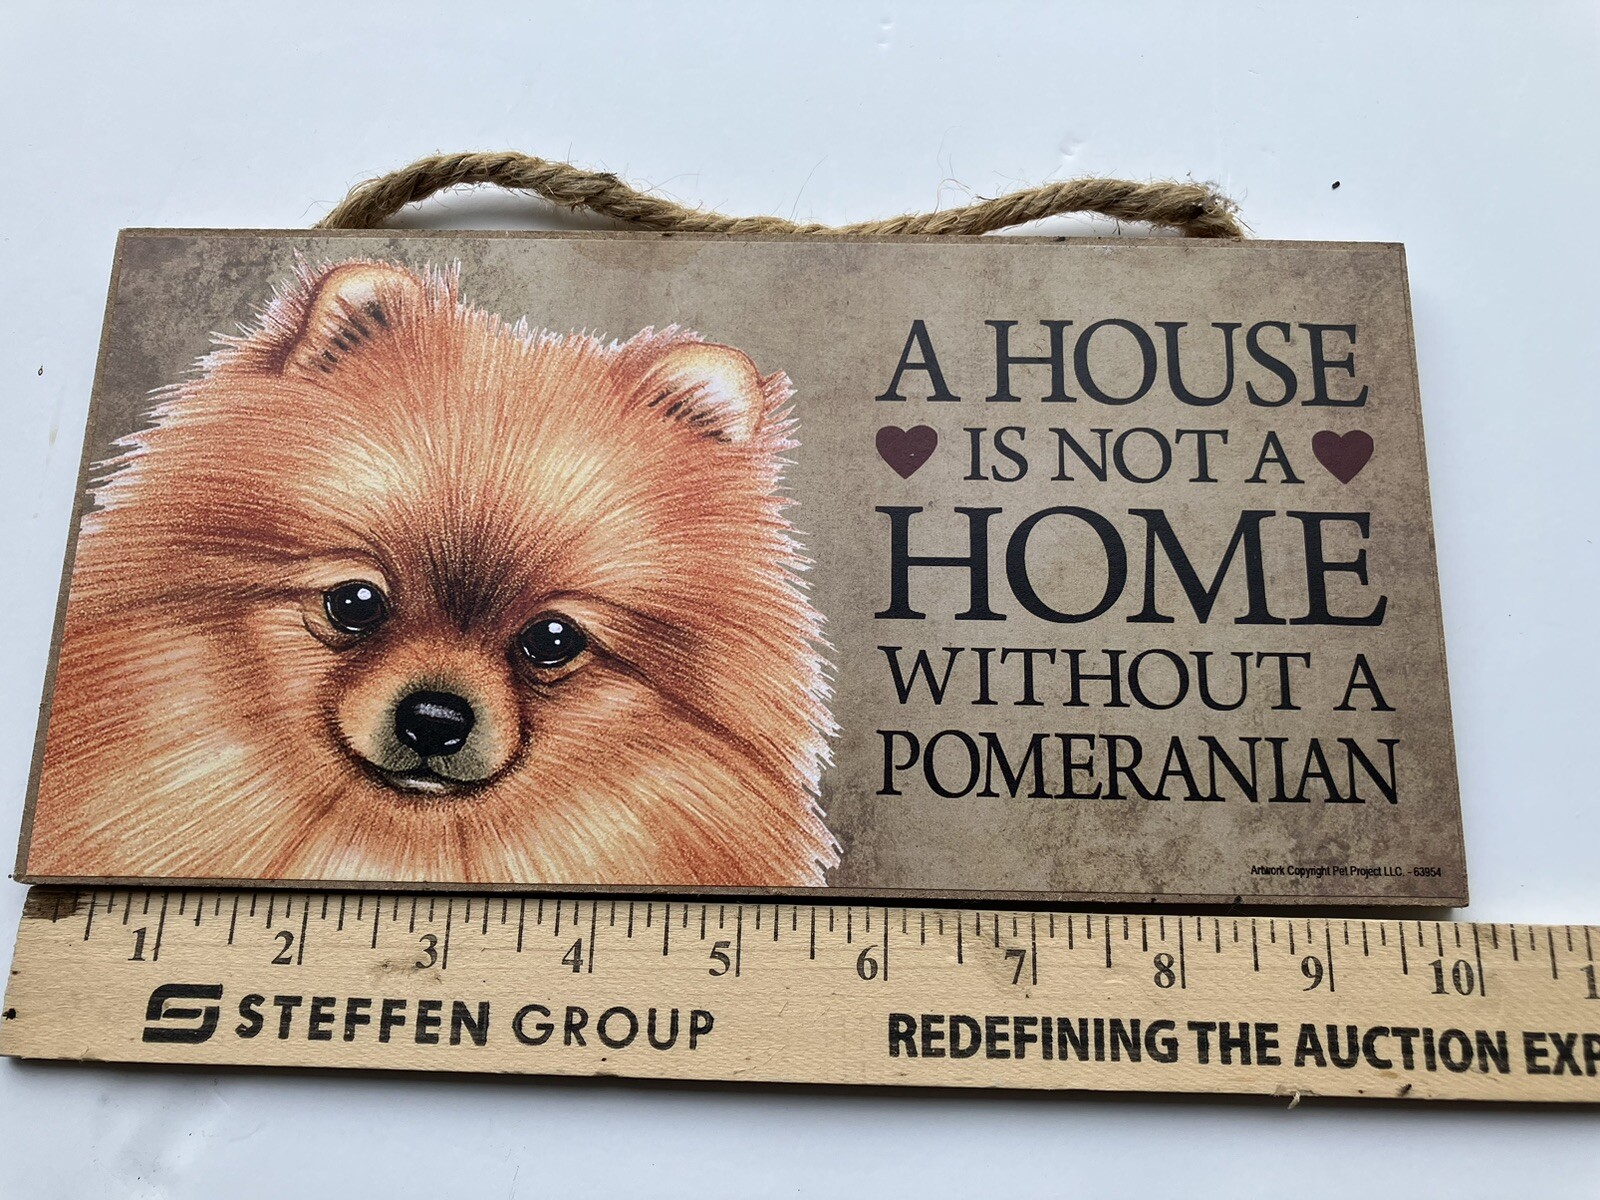 A HOUSE
IS NOT A
HOME
WITHOUT A
POMERANIAN
Artwork Copyright Pet Project LLC. - 63954
1 2 3 4 5 6 7 8 9 10 1
STEFFEN GROUP REDEFINING THE AUCTION EXP